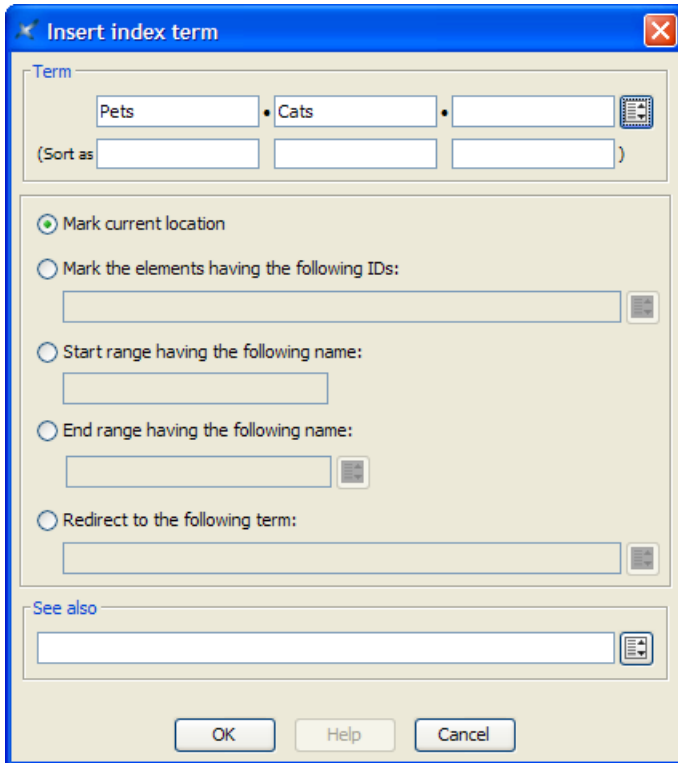 Insert index term
Term
Pets • Cats •
(Sort as )
Mark current location
Mark the elements having the following IDs:
Start range having the following name:
End range having the following name:
Redirect to the following term:
See also
OK Help Cancel